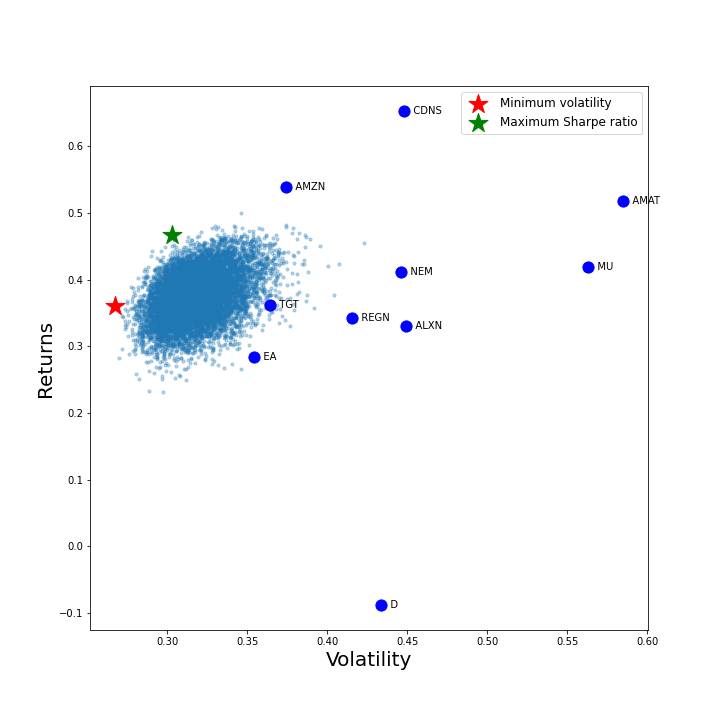 CDNS
Minimum volatility
Maximum Sharpe ratio
AMZN
AMAT
NEM
MU
TGT
REGN
ALXN
EA
D
Returns
0.6
0.5
0.4
0.3
0.2
0.1
0.0
−0.1
0.30
0.35
0.40
0.45
0.50
0.55
0.60
Volatility